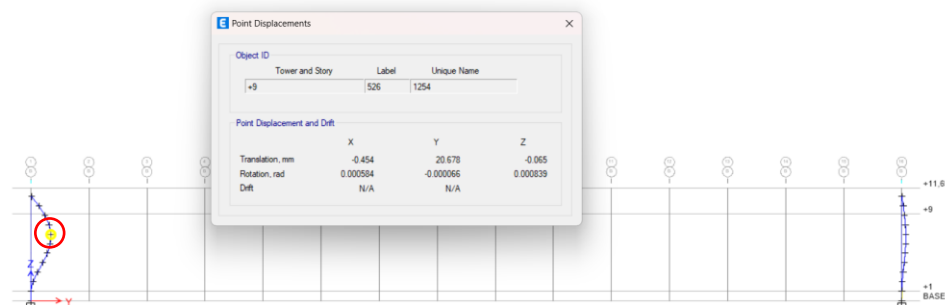 E Point Displacements
Object ID
Tower and Story Label Unique Name
+9 526 1254
Point Displacement and Drift
X Y Z
Translation, mm -0.454 20.678 -0.065
Rotation, rad 0.000584 -0.000066 0.000839
Drift N/A N/A
+11,6
+9
Z
+1
BASE
Y